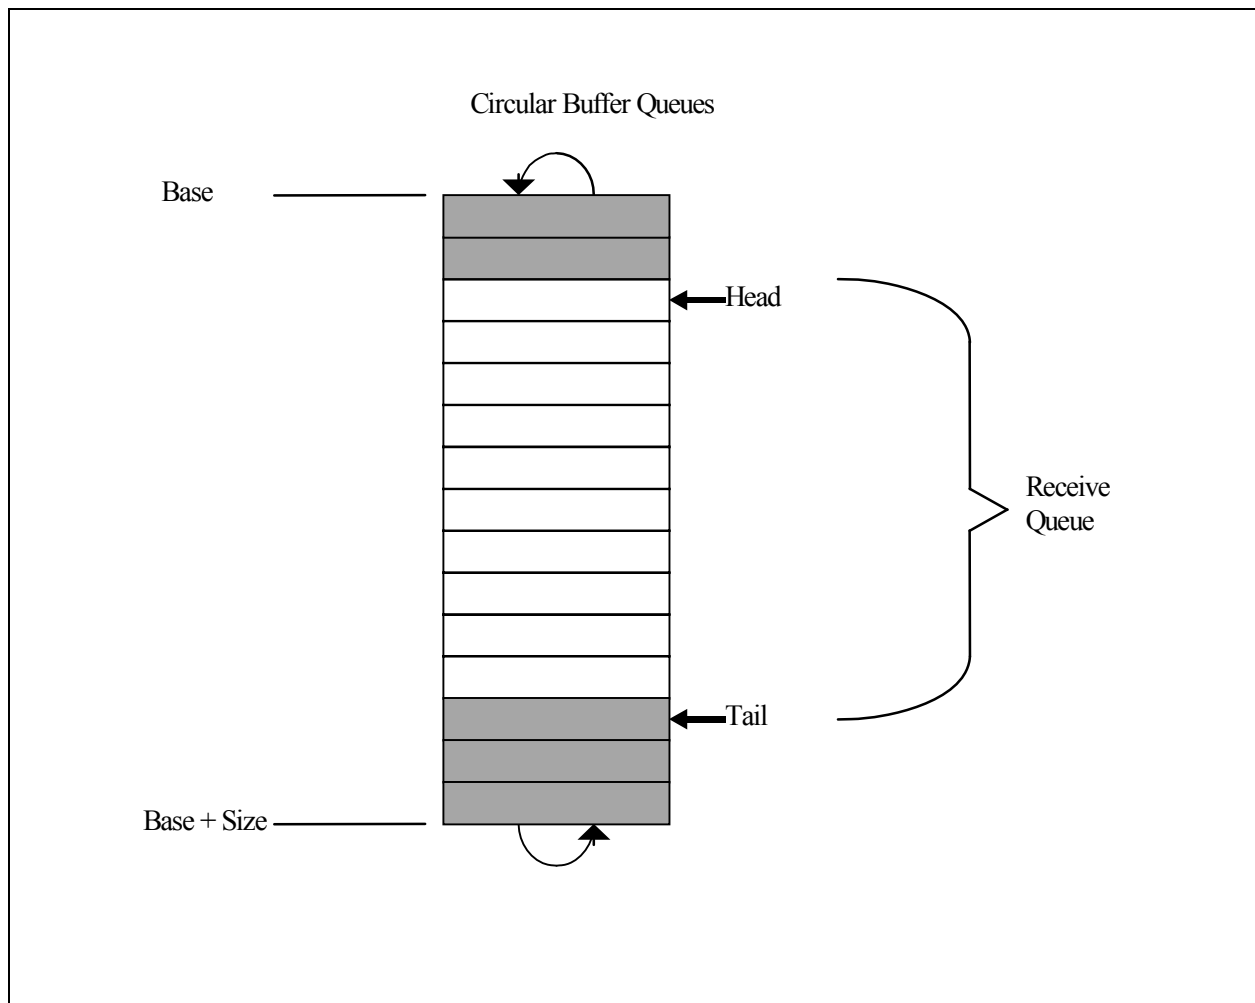 Circular Buffer Queues
Base
Head
Receive
Queue
Tail
Base + Size